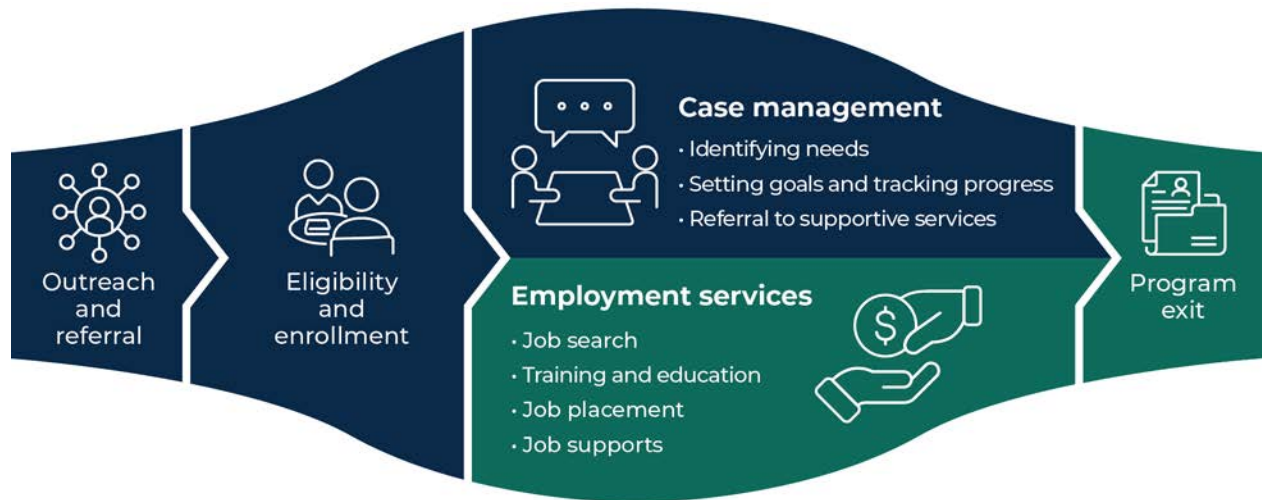 Outreach
and
referral
Eligibility
and
enrollment
Case management
· Identifying needs
· Setting goals and tracking progress
· Referral to supportive services
Employment services
· Job search
· Training and education
· Job placement
· Job supports
$
Program
exit